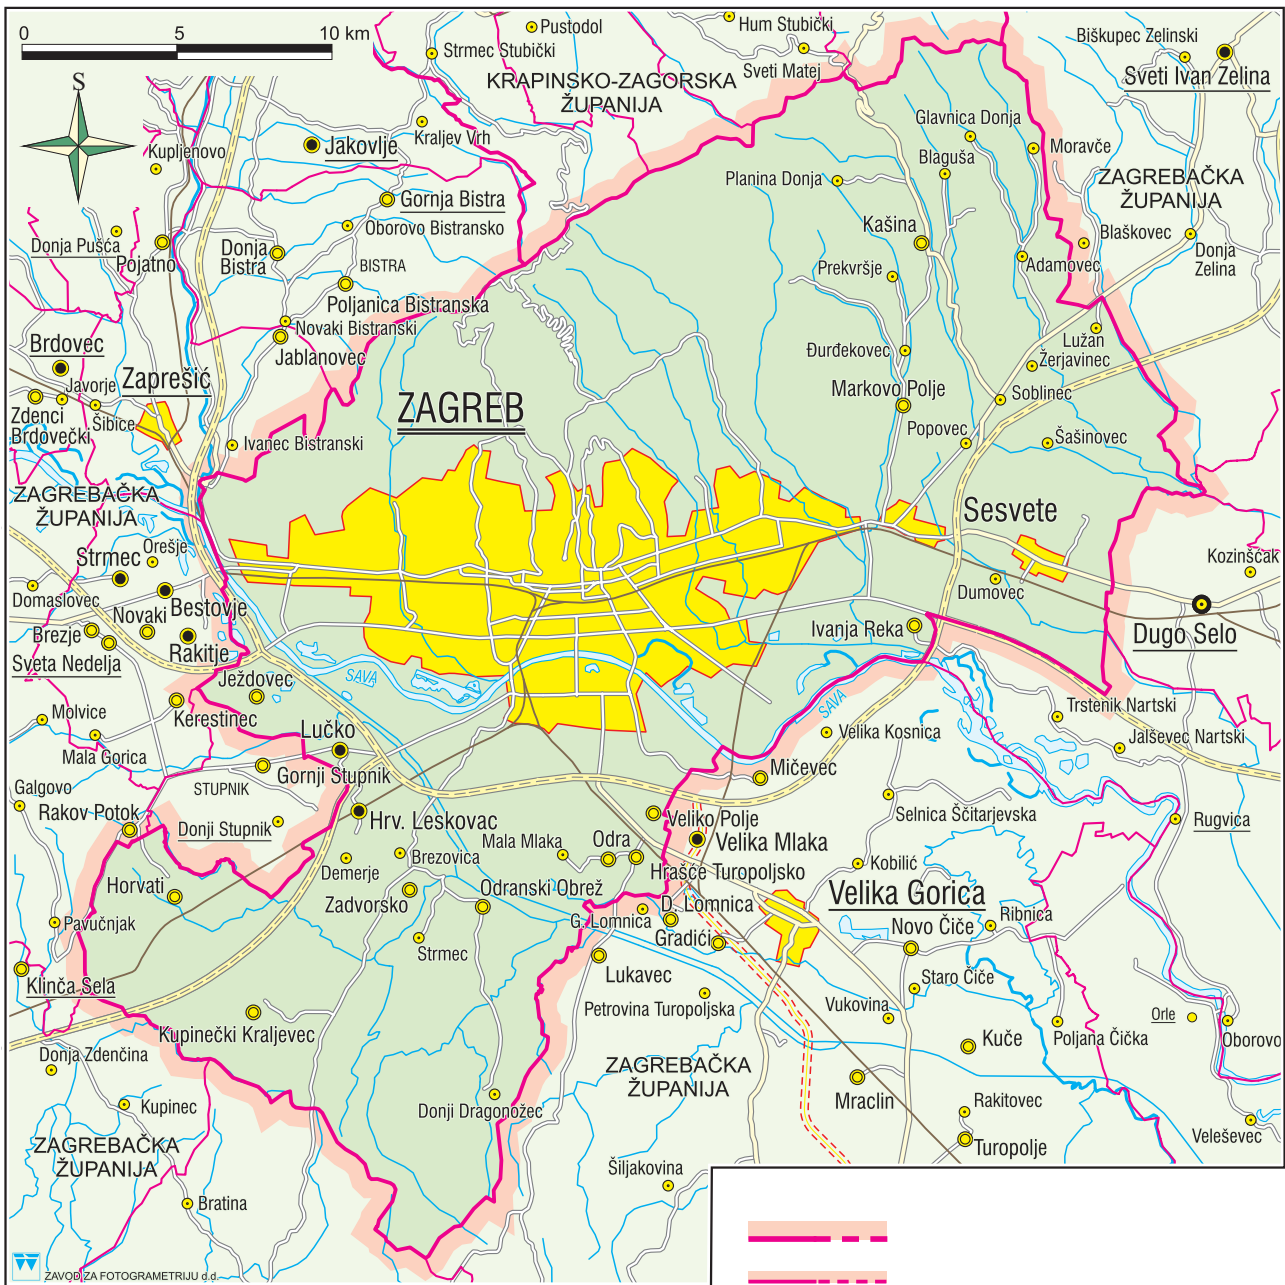 0 5 10 km
S
Pustodol
Hum Stubički
Strmec Stubički
Sveti Matej
Biškupec Zelinski
Sveti Ivan Zelina
KRAPINSKO-ZAGORSKA
ŽUPANIJA
Kupljenovo
Jakovlje
Kraljev Vrh
Glavnica Donja
Moravče
Blaguša
Planina Donja
ZAGREBAČKA
ŽUPANIJA
Gornja Bistra
Oborovo Bistransko
Donja Pušća
Pojatno
Donja
Bistra
BISTRA
Kašina
Blaškovec
Donja
Zelina
Prekvršje
Adamovec
Poljanica Bistranska
Novaki Bistranski
Jablanovec
Lužan
Žerjavinec
Đurđekovec
Brdovec
Javorje
Zaprešić
Zdenci
Brdovečki
Šibice
Markovo Polje
Soblinec
ZAGREB
Popovec
Šašinovec
Ivanec Bistranski
ZAGREBAČKA
ŽUPANIJA
Sesvete
Strmec
Orešje
Kozinščak
Domaslovec
Novaki
Bestovje
Dumovec
Brezje
Rakitje
Ivanja Reka
Dugo Selo
Sveta Nedelja
Ježdovec
SAVA
SAVA
Molvice
Kerestinec
Trstenik Nartski
Mala Gorica
Lučko
Velika Kosnica
Jalševec Nartski
Galgovo
Gornji Stupnik
STUPNIK
Mičevec
Rakov Potok
Donji Stupnik
Hrv. Leskovac
Veliko Polje
Selnica Ščitarjevska
Rugvica
Mala Mlaka
Odra
Velika Mlaka
Demerje
Brezovica
Hrašće Turopoljsko
Kobilić
Horvati
Zadvorsko
Odranski Obrež
D. Lomnica
Velika Gorica
G. Lomnica
Pavučnjak
Ribnica
Novo Čiče
Gradići
Strmec
Lukavec
Klinča Sela
Staro Čiče
Petrovina Turopoljska
Vukovina
Orle
Kupinečki Kraljevec
Kuče
Poljana Čička
Oborovo
Donja Zdenčina
ZAGREBAČKA
ŽUPANIJA
Kupinec
Donji Dragonožec
Mraclin
Rakitovec
Veleševec
Turopolje
ZAGREBAČKA
ŽUPANIJA
Šiljakovina
Bratina
ZAVOD ZA FOTOGRAMETRIJU d.d.